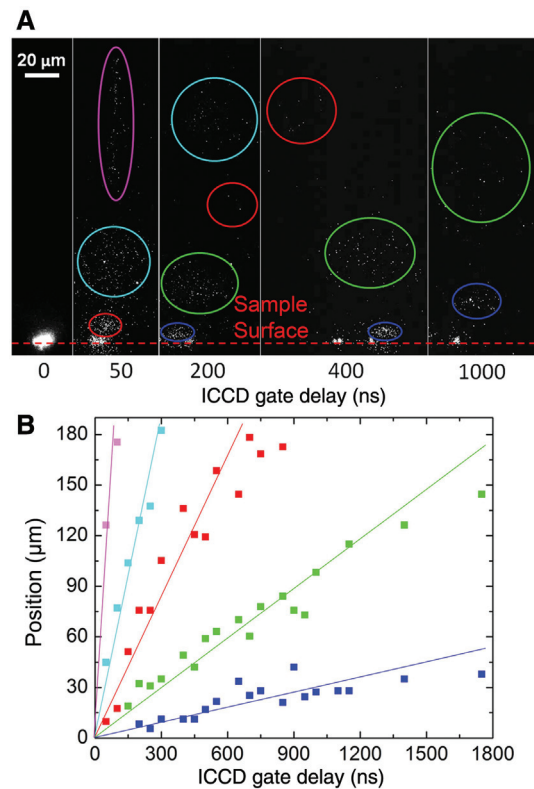 A
20 μm
Sample
Surface
0 50 200 400 1000
ICCD gate delay (ns)
B
180
150
120
90
60
30
0
Position (μm)
0 300 600 900 1200 1500 1800
ICCD gate delay (ns)